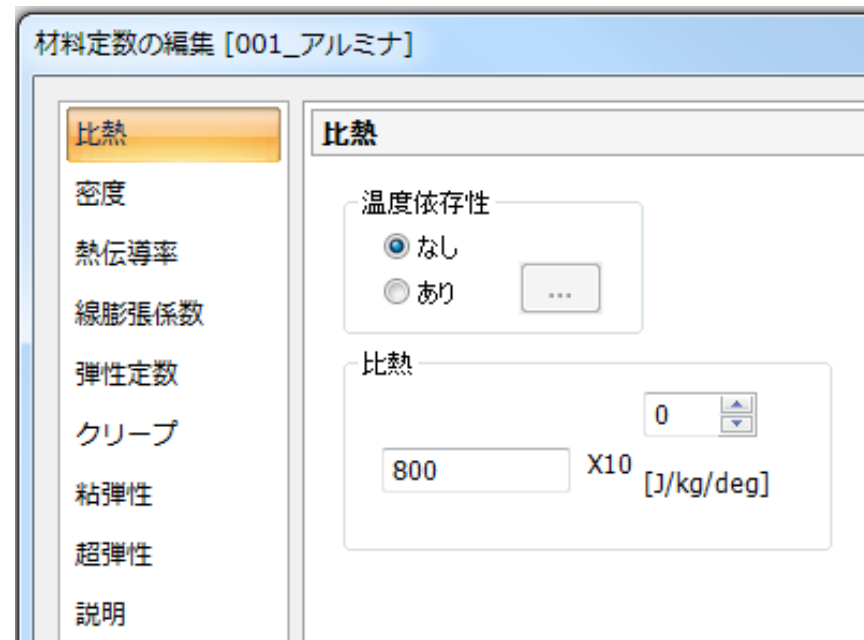 材料定数の編集 [001_アルミナ]
比熱
密度
熱伝導率
線膨張係数
弾性定数
クリープ
粘弾性
超弾性
説明
比熱
温度依存性
なし
あり
...
比熱
0
800 X10
[J/kg/deg]